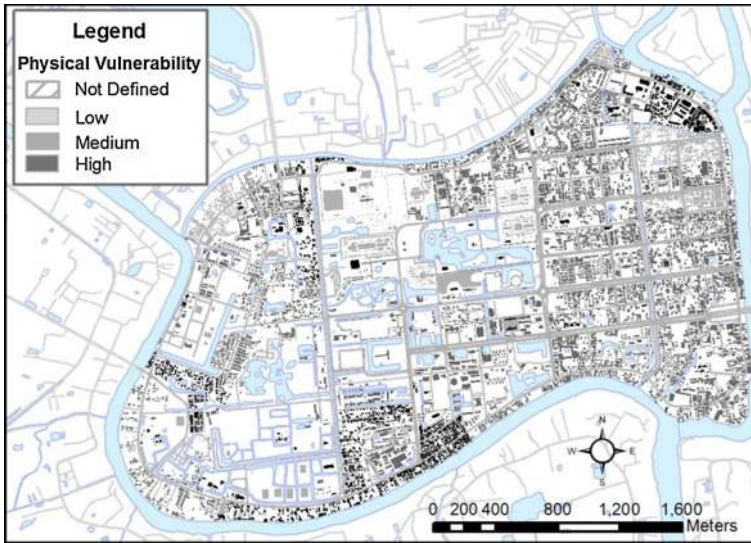 Legend
Physical Vulnerability
Not Defined
Low
Medium
High
N
W E
S
0 200 400 800 1,200 1,600
Meters